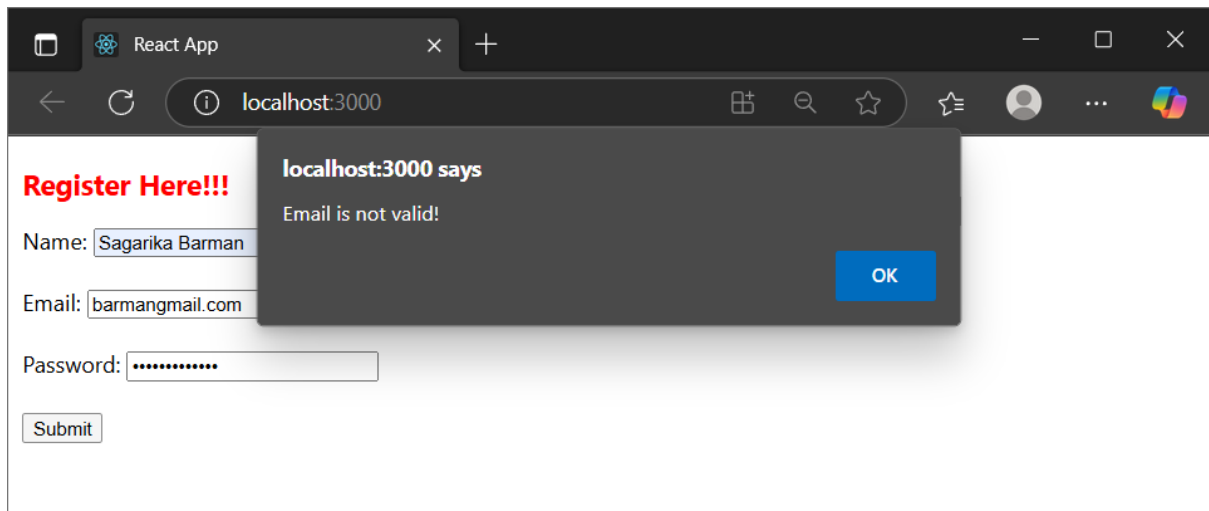 React App
localhost:3000
localhost:3000 says
Email is not valid!
OK
Register Here!!!
Name: Sagarika Barman
Email: barmangmail.com
Password: •••••••••••••
Submit